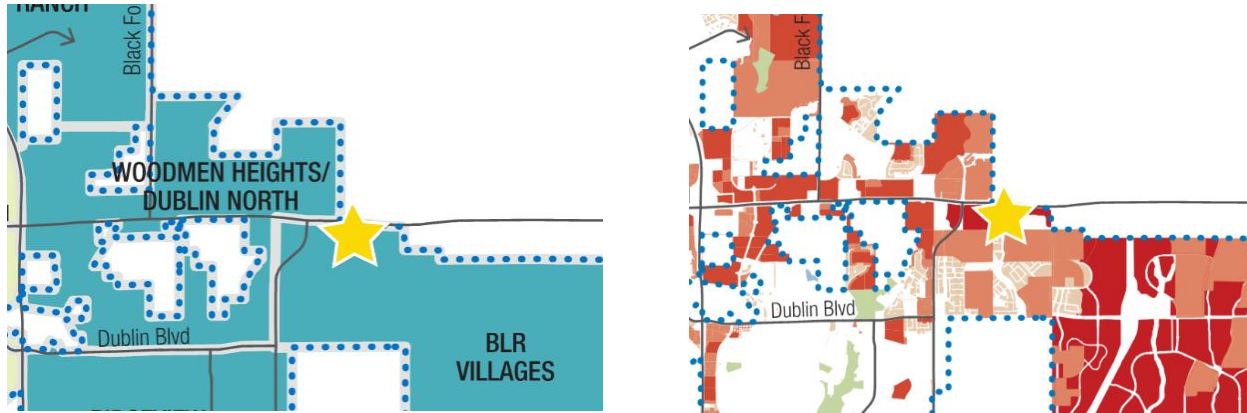 RANCH
Black Fo
WOODMEN HEIGHTS/
DUBLIN NORTH
Dublin Blvd
BLR
VILLAGES
Black F
Dublin Blvd